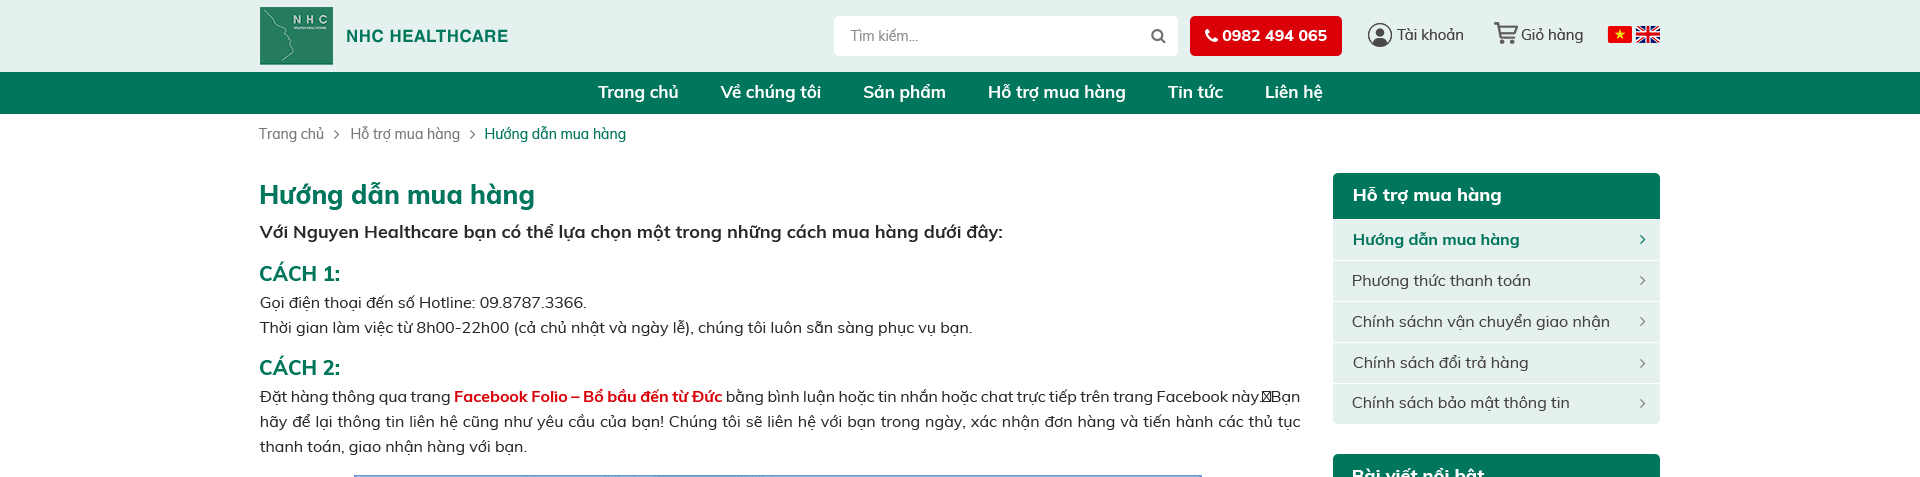 NHC
NHC HEALTHCARE
Tìm kiếm...
0982 494 065
Tài khoản
Giỏ hàng
Trang chủ
Về chúng tôi
Sản phẩm
Hỗ trợ mua hàng
Tin tức
Liên hệ
Trang chủ > Hỗ trợ mua hàng > Hướng dẫn mua hàng
Hướng dẫn mua hàng
Với Nguyen Healthcare bạn có thể lựa chọn một trong những cách mua hàng dưới đây:
CÁCH 1:
Gọi điện thoại đến số Hotline: 09.8787.3366.
Thời gian làm việc từ 8h00-22h00 (cả chủ nhật và ngày lễ), chúng tôi luôn sẵn sàng phục vụ bạn.
CÁCH 2:
Đặt hàng thông qua trang Facebook Folio – Bổ bầu đến từ Đức bằng bình luận hoặc tin nhắn hoặc chat trực tiếp trên trang Facebook này. Bạn
hãy để lại thông tin liên hệ cũng như yêu cầu của bạn! Chúng tôi sẽ liên hệ với bạn trong ngày, xác nhận đơn hàng và tiến hành các thủ tục
thanh toán, giao nhận hàng với bạn.
Hỗ trợ mua hàng
Hướng dẫn mua hàng
Phương thức thanh toán
Chính sáchn vận chuyển giao nhận
Chính sách đổi trả hàng
Chính sách bảo mật thông tin
Bài viết nổi bật